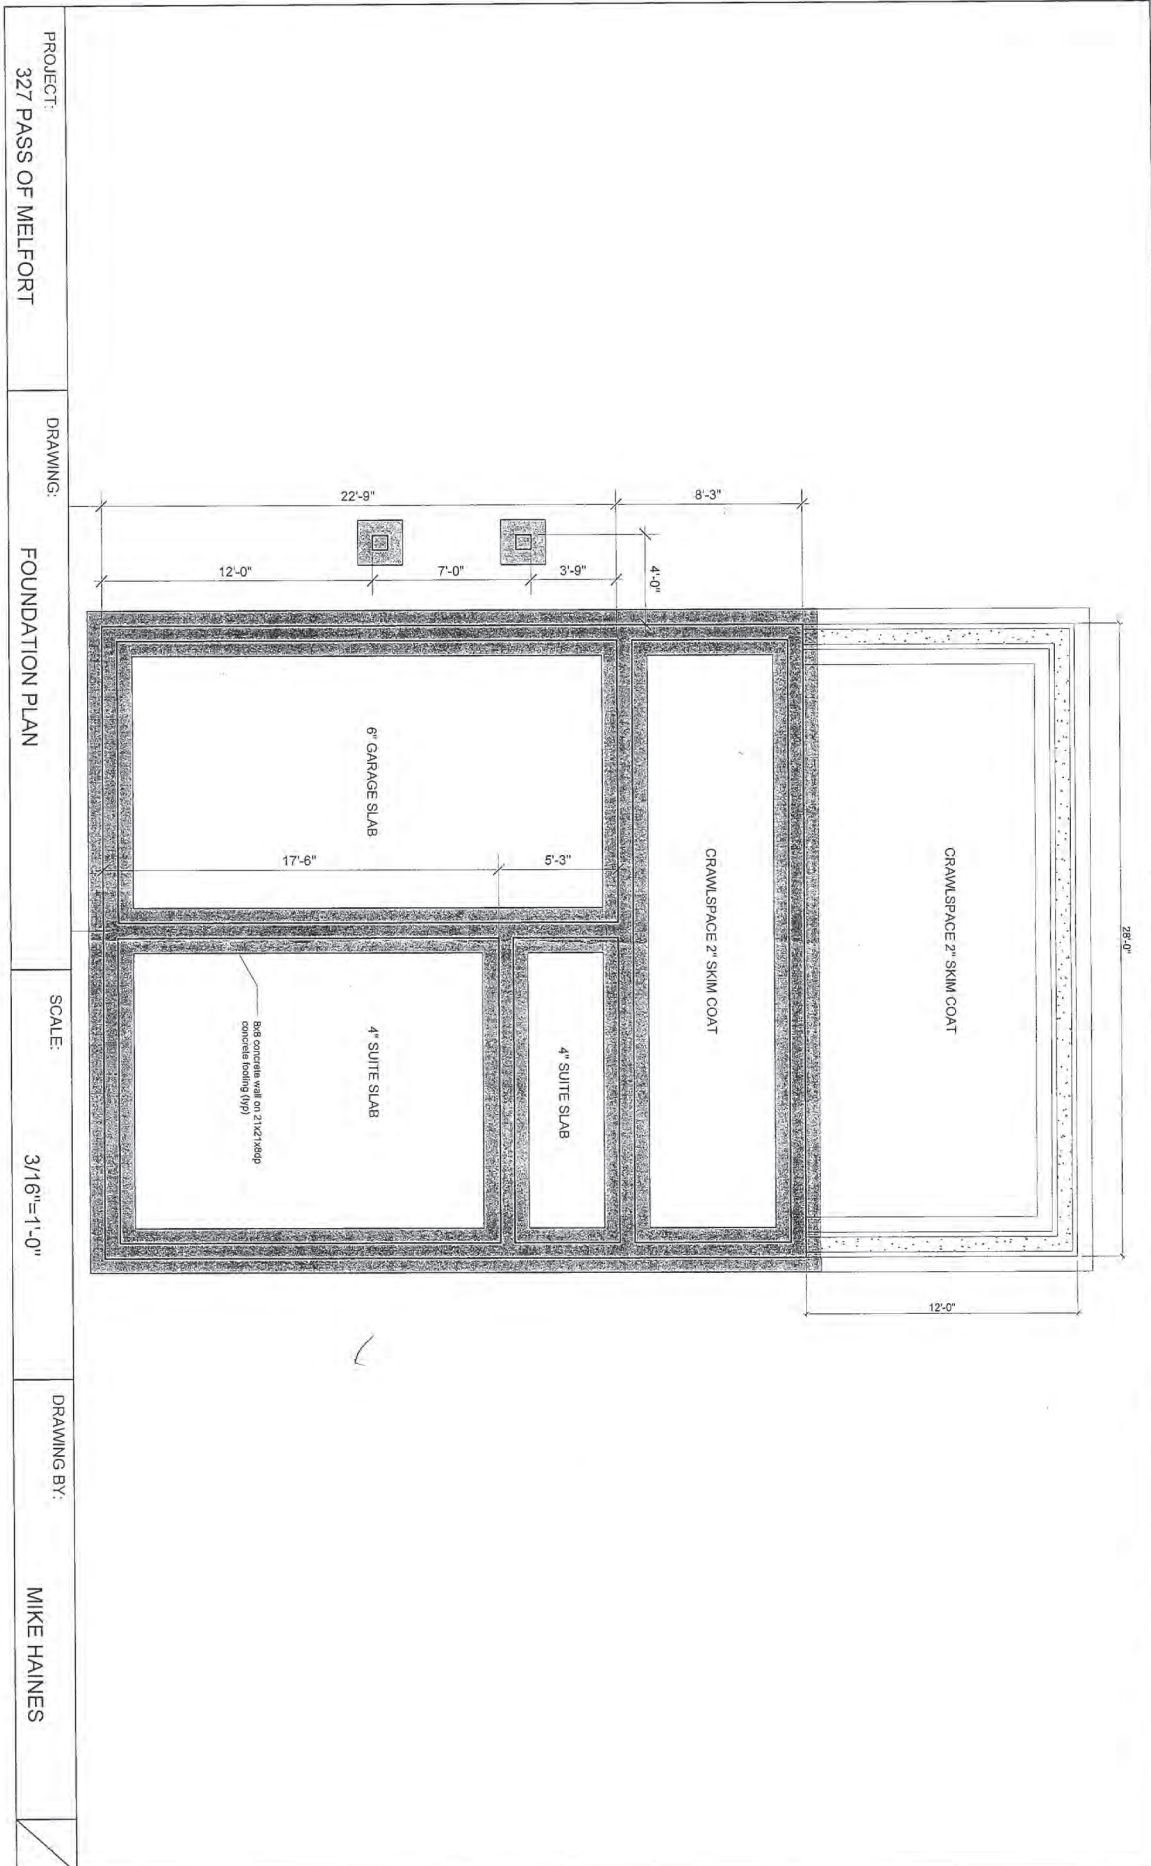 PROJECT:
327 PASS OF MELFORT
DRAWING:
FOUNDATION PLAN
SCALE:
3/16"=1'-0"
DRAWING BY:
MIKE HAINES
22'-9"
8'-3"
12'-0"
7'-0"
3'-9"
4'-0"
6" GARAGE SLAB
17'-6"
5'-3"
CRAWLSPACE 2" SKIM COAT
CRAWLSPACE 2" SKIM COAT
28'-0"
8x8 concrete wall on 21x21x8dp
concrete footing (typ)
4" SUITE SLAB
4" SUITE SLAB
12'-0"